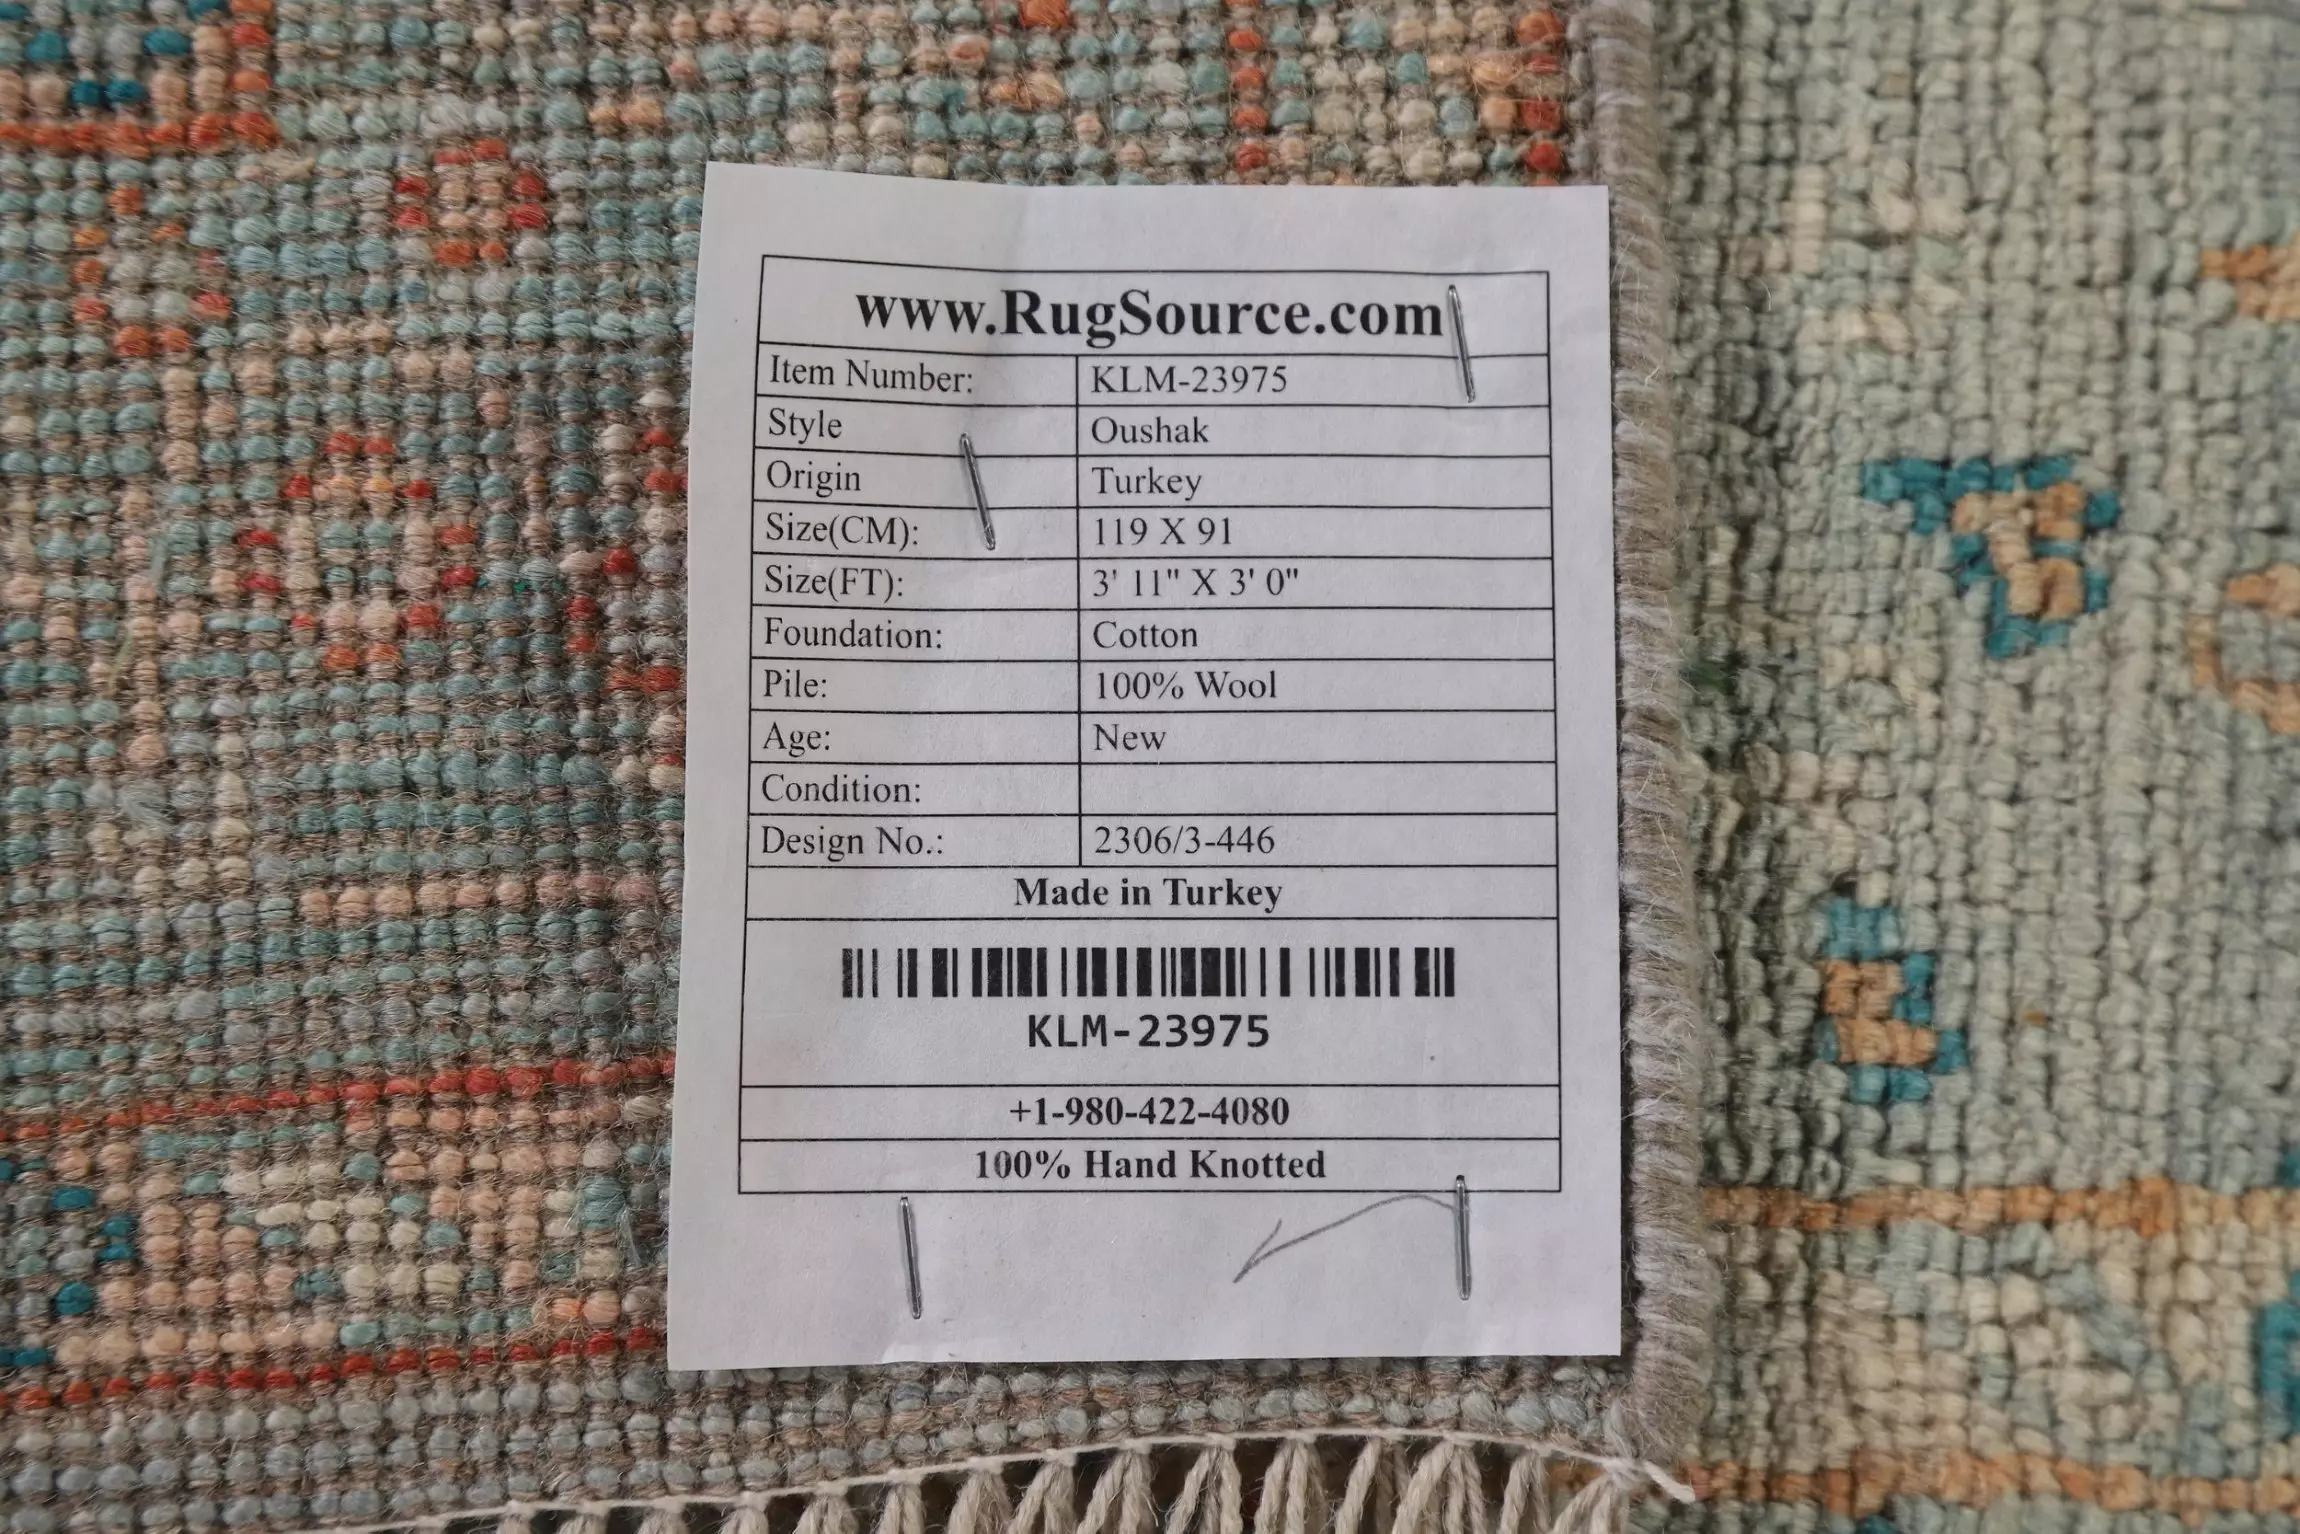 www.RugSource.com
Item Number: KLM-23975
Style Oushak
Origin Turkey
Size(CM): 119 X 91
Size(FT): 3' 11" X 3' 0"
Foundation: Cotton
Pile: 100% Wool
Age: New
Condition:
Design No.: 2306/3-446
Made in Turkey
KLM-23975
+1-980-422-4080
100% Hand Knotted